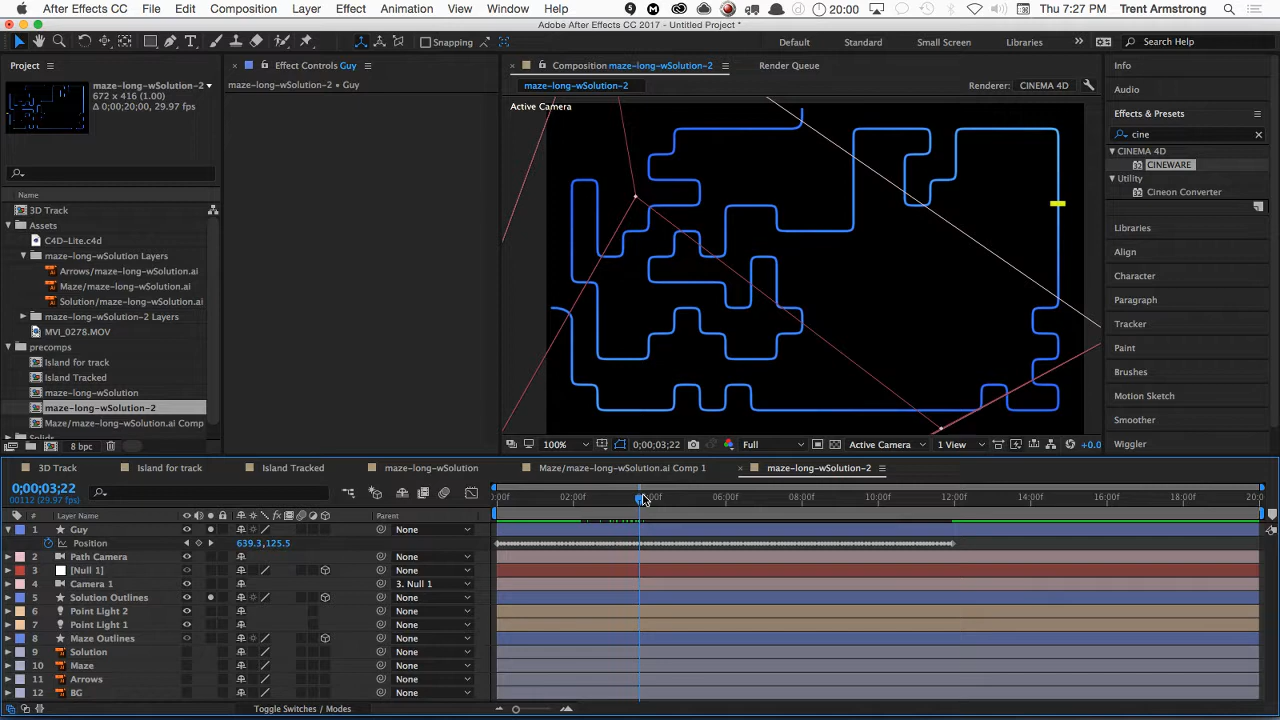 After Effects CC File Edit Composition Layer Effect Animation View Window Help 20:00 Thu 7:27 PM Trent Armstrong
Adobe After Effects CC 2017 - Untitled Project *
Snapping Default Standard Small Screen Libraries Search Help
Project
maze-long-wSolution-2
672 x 416 (1.00)
Δ 0;00;20;00, 29.97 fps
Name
3D Track
Assets
C4D-Lite.c4d
maze-long-wSolution Layers
Arrows/maze-long-wSolution.ai
Maze/maze-long-wSolution.ai
Solution/maze-long-wSolution.ai
maze-long-wSolution-2 Layers
MVI_0278.MOV
precomps
Island for track
Island Tracked
maze-long-wSolution
maze-long-wSolution-2
Maze/maze-long-wSolution.ai Comp
8 bpc
Effect Controls Guy
maze-long-wSolution-2 • Guy
Composition maze-long-wSolution-2 Render Queue
maze-long-wSolution-2 Renderer: CINEMA 4D
Active Camera
100% 0;00;03;22 Full Active Camera 1 View +0.0
Info
Audio
Effects & Presets
cine
CINEMA 4D
CINEWARE
Utility
Cineon Converter
Libraries
Align
Character
Paragraph
Tracker
Paint
Brushes
Motion Sketch
Smoother
Wiggler
3D Track Island for track Island Tracked maze-long-wSolution Maze/maze-long-wSolution.ai Comp 1 maze-long-wSolution-2
0;00;03;22
00112 (29.97 fps)
02:00f 06:00f 08:00f 10:00f 12:00f 14:00f 16:00f 18:00f
# Layer Name Parent
1 Guy None
Position 639.3,125.5
2 Path Camera None
3 [Null 1] None
4 Camera 1 3. Null 1
5 Solution Outlines None
6 Point Light 2 None
7 Point Light 1 None
8 Maze Outlines None
9 Solution None
10 Maze None
11 Arrows None
12 BG None
Toggle Switches / Modes